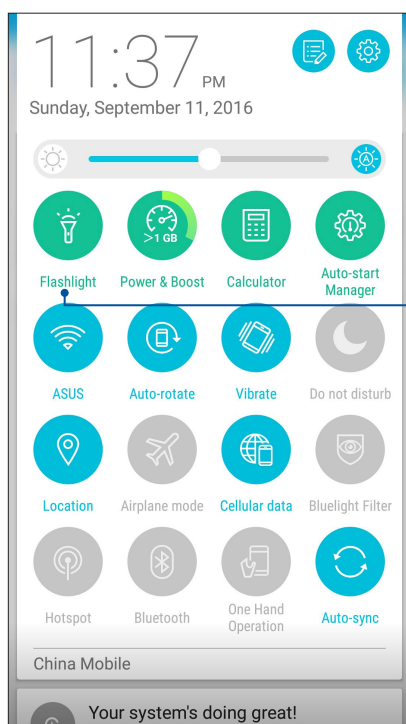 11:37 PM
Sunday, September 11, 2016
A
>1 GB
Flashlight
Power & Boost
Calculator
Auto-start
Manager
ASUS
Auto-rotate
Vibrate
Do not disturb
Location
Airplane mode
Cellular data
Bluelight Filter
Hotspot
Bluetooth
One Hand
Operation
Auto-sync
China Mobile
Your system's doing great!